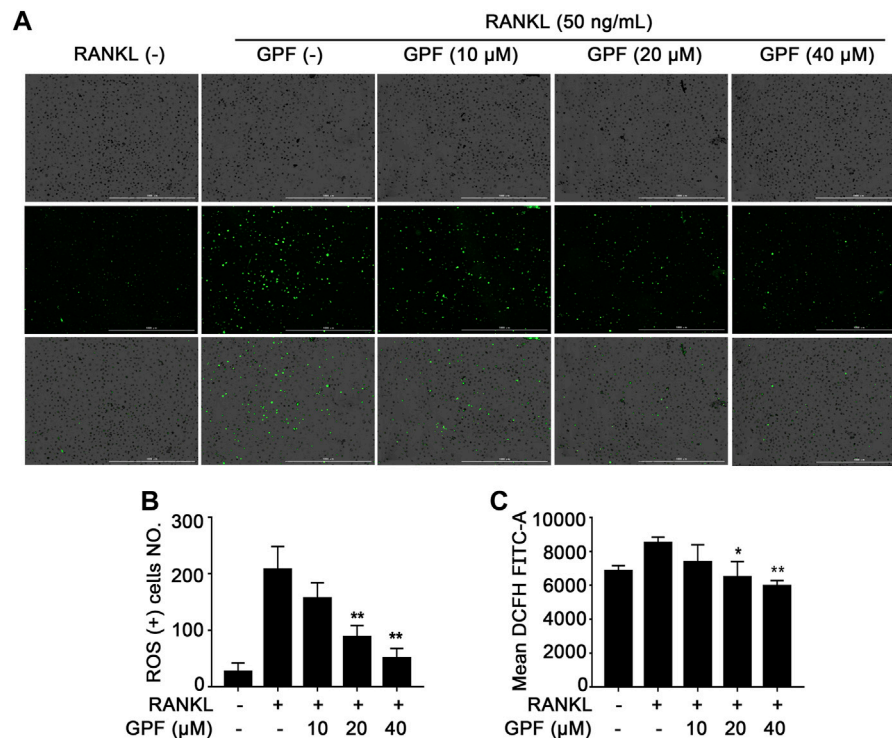 A
RANKL (50 ng/mL)
RANKL (-) GPF (-) GPF (10 µM) GPF (20 µM) GPF (40 µM)
B
ROS (+) cells NO.
300
200
100
0
** **
RANKL - + + + +
GPF (µM) - - 10 20 40
C
Mean DCFH FITC-A
10000
8000
6000
4000
2000
0
* **
RANKL - + + + +
GPF (µM) - - 10 20 40